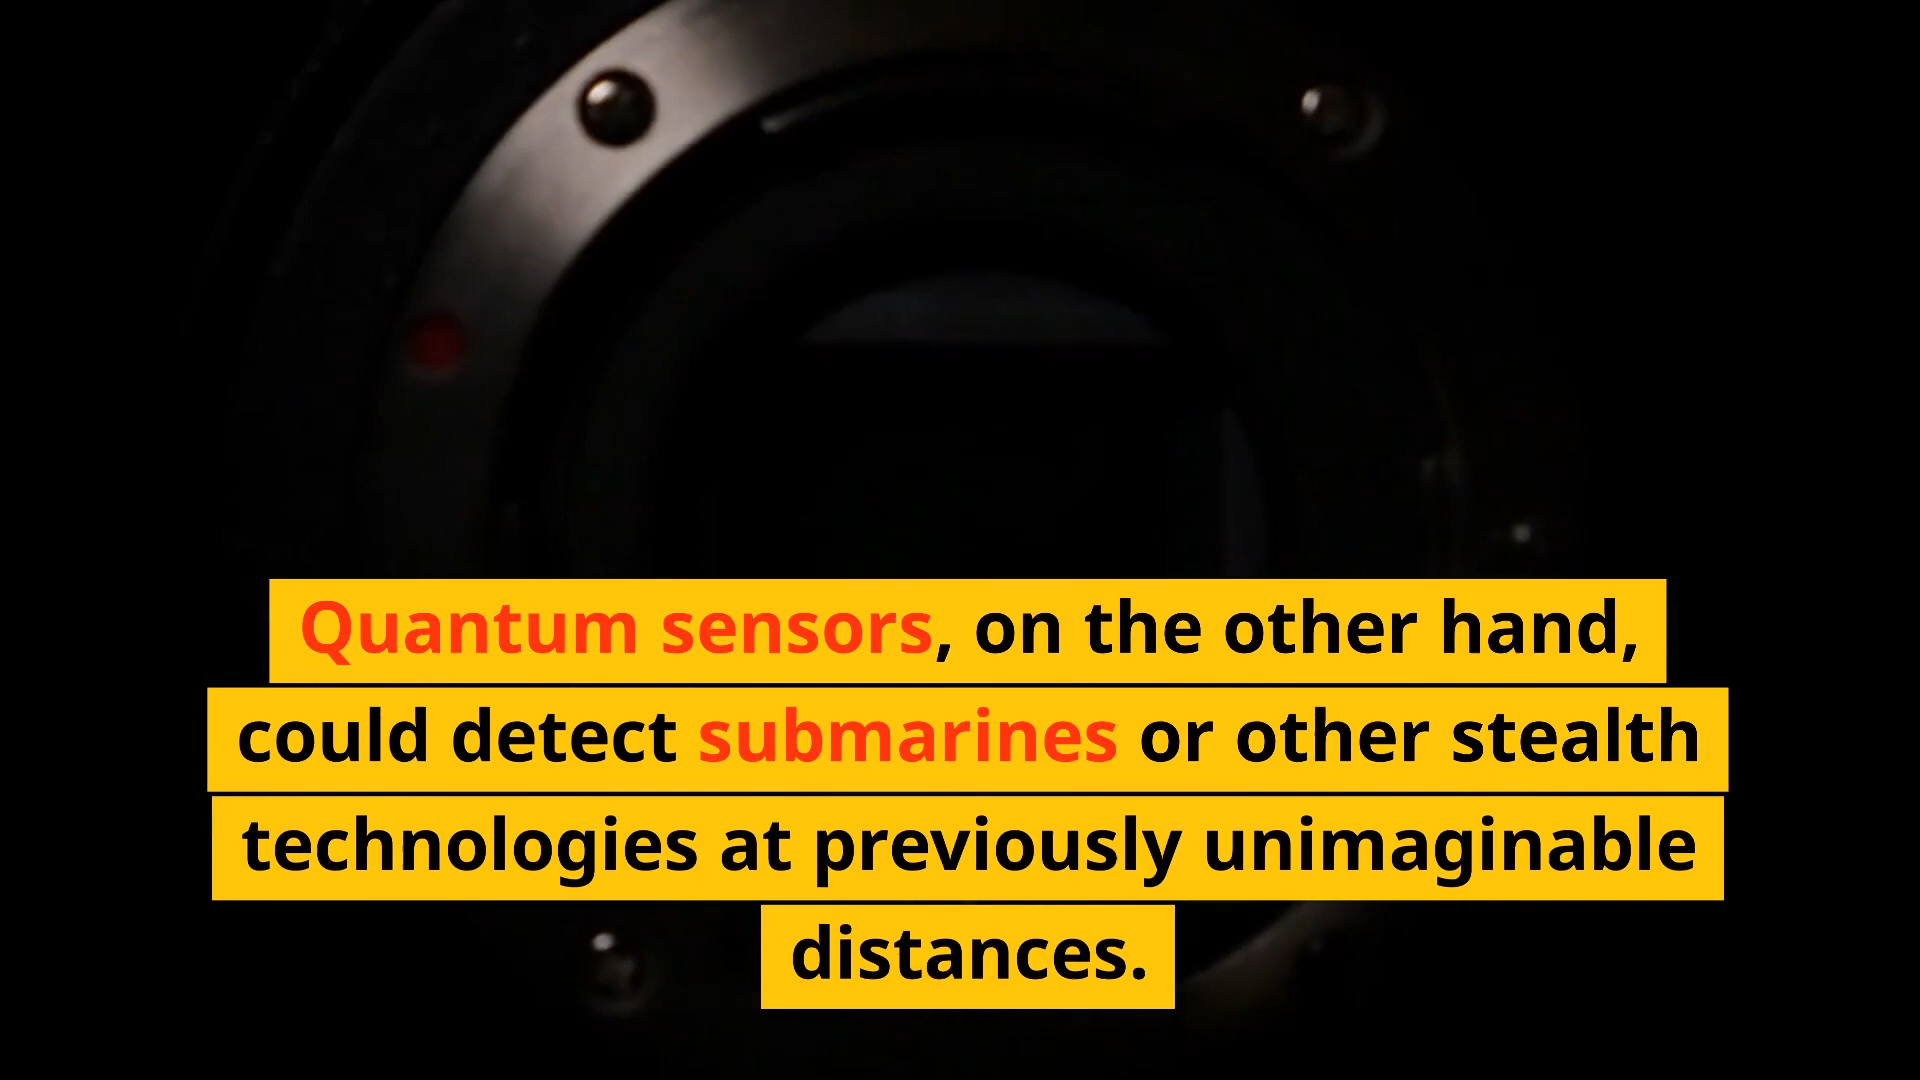 Quantum sensors, on the other hand,
could detect submarines or other stealth
technologies at previously unimaginable
distances.